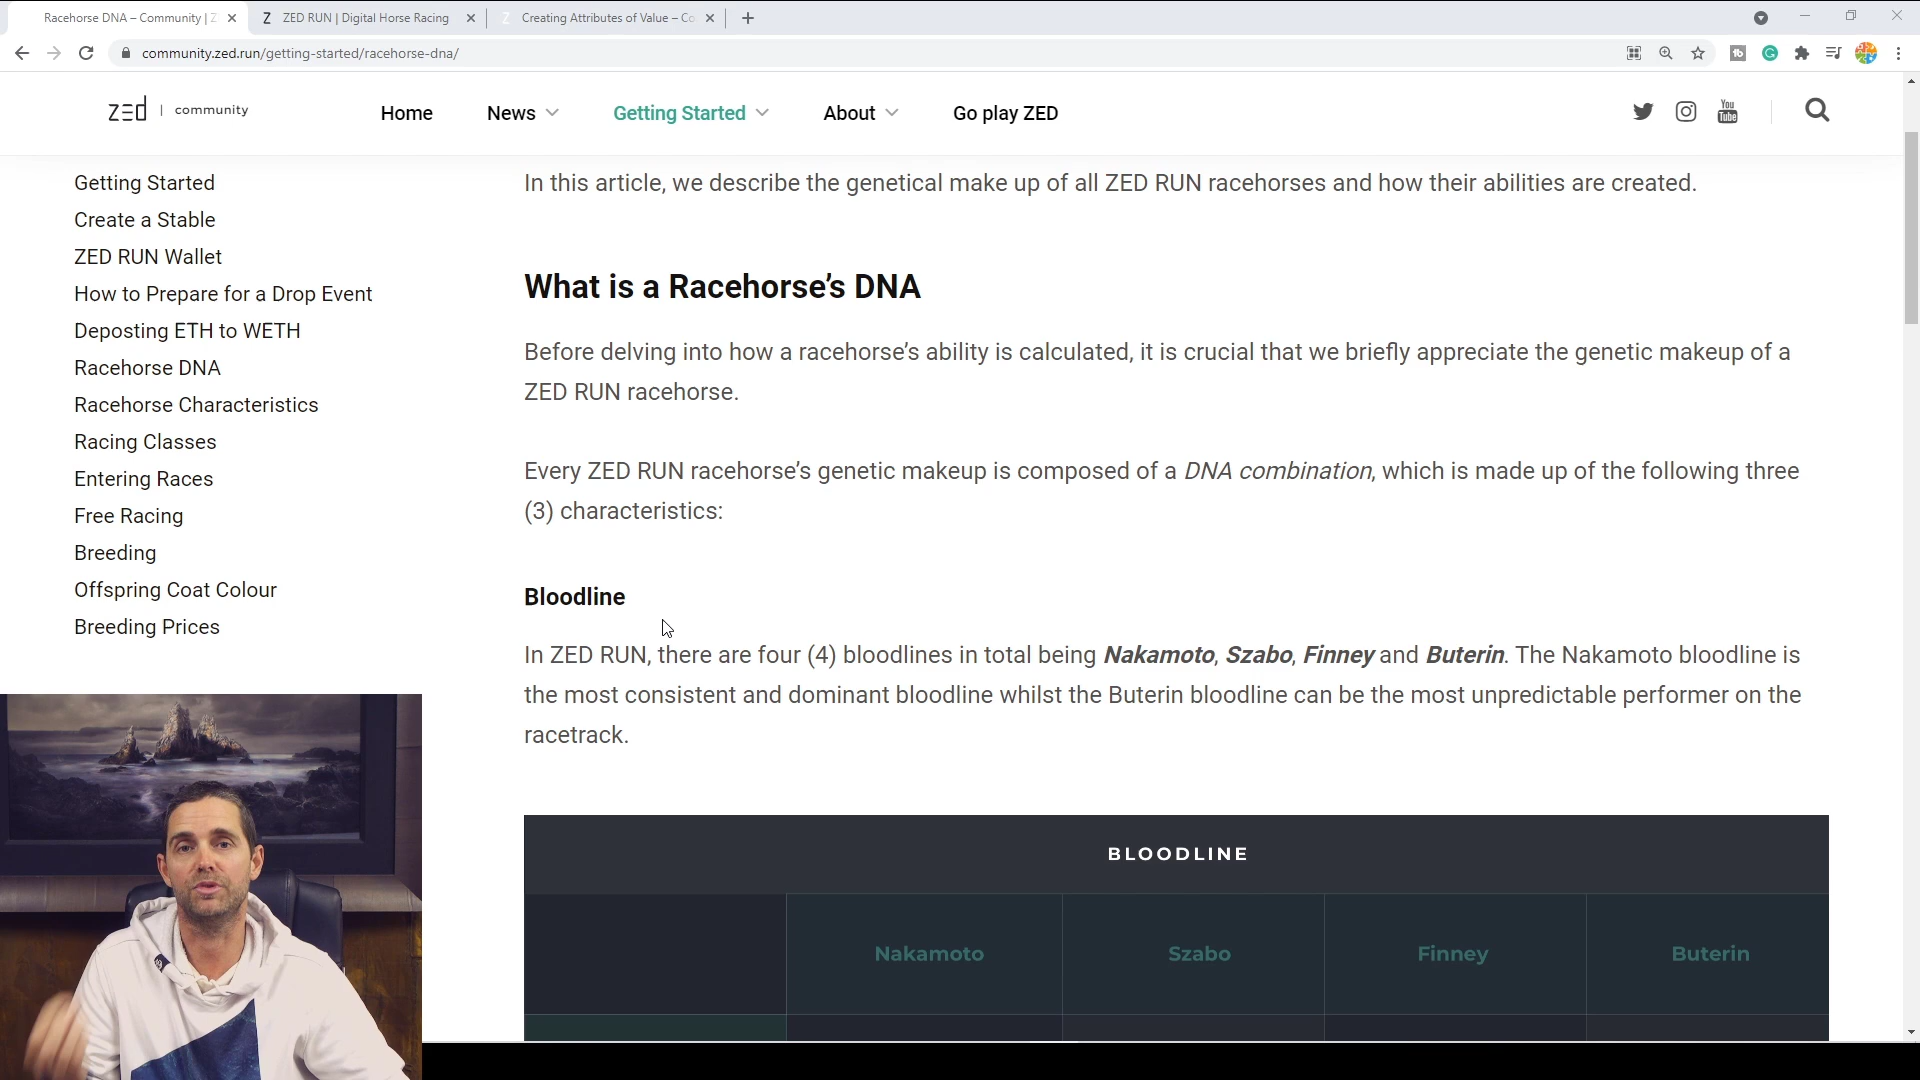 Racehorse DNA – Community | Z
ZED RUN | Digital Horse Racing
Creating Attributes of Value – Co
community.zed.run/getting-started/racehorse-dna/
zed | community
Home
News
Getting Started
About
Go play ZED
You
Tube
Getting Started
Create a Stable
ZED RUN Wallet
How to Prepare for a Drop Event
Deposting ETH to WETH
Racehorse DNA
Racehorse Characteristics
Racing Classes
Entering Races
Free Racing
Breeding
Offspring Coat Colour
Breeding Prices
In this article, we describe the genetical make up of all ZED RUN racehorses and how their abilities are created.
What is a Racehorse’s DNA
Before delving into how a racehorse’s ability is calculated, it is crucial that we briefly appreciate the genetic makeup of a
ZED RUN racehorse.
Every ZED RUN racehorse’s genetic makeup is composed of a DNA combination, which is made up of the following three
(3) characteristics:
Bloodline
In ZED RUN, there are four (4) bloodlines in total being Nakamoto, Szabo, Finney and Buterin. The Nakamoto bloodline is
the most consistent and dominant bloodline whilst the Buterin bloodline can be the most unpredictable performer on the
racetrack.
BLOODLINE
Nakamoto
Szabo
Finney
Buterin